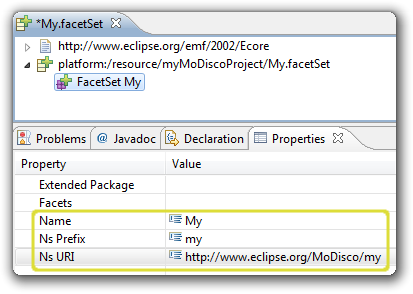 *My.facetSet
http://www.eclipse.org/emf/2002/Ecore
platform:/resource/myMoDiscoProject/My.facetSet
FacetSet My
Problems @ Javadoc Declaration Properties
Property Value
Extended Package
Facets
Name My
Ns Prefix my
Ns URI http://www.eclipse.org/MoDisco/my